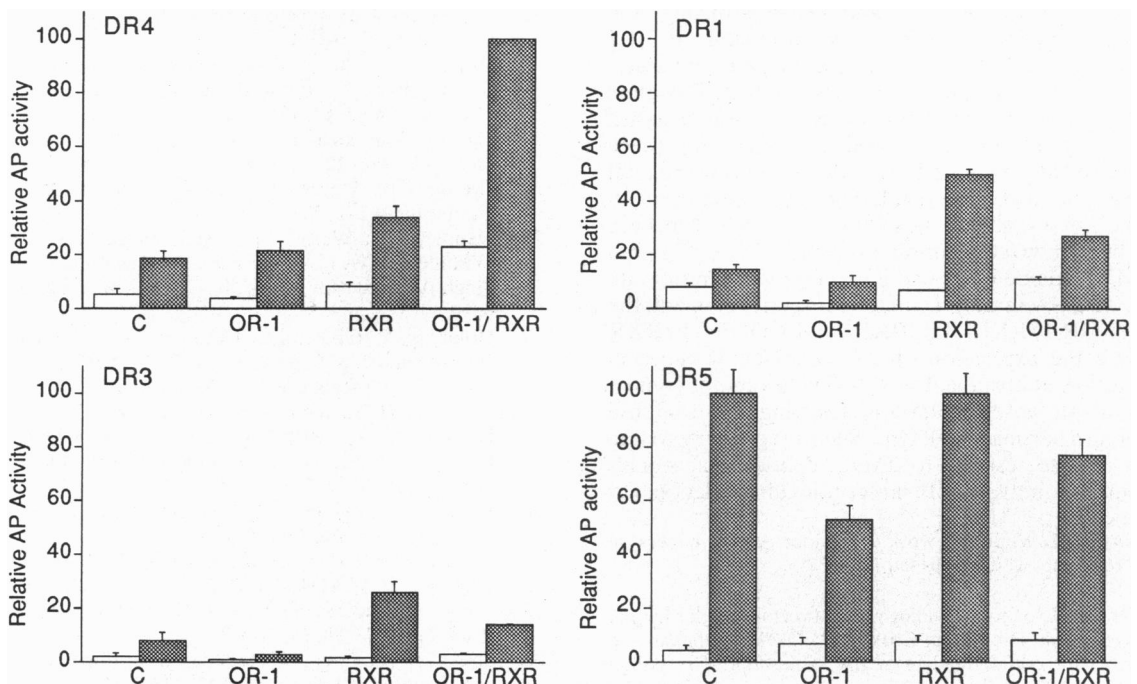 DR4
Relative AP activity
100
80
60
40
20
0
C OR-1 RXR OR-1/ RXR
DR1
Relative AP Activity
100
80
60
40
20
0
C OR-1 RXR OR-1/RXR
DR3
Relative AP Activity
100
80
60
40
20
0
C OR-1 RXR OR-1/RXR
DR5
Relative AP activity
100
80
60
40
20
0
C OR-1 RXR OR-1/RXR